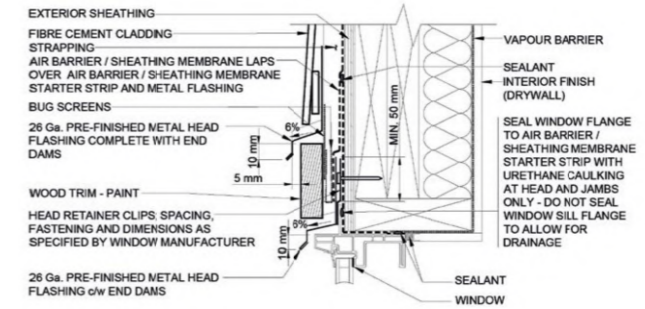 EXTERIOR SHEATHING
FIBRE CEMENT CLADDING
STRAPPING
AIR BARRIER / SHEATHING MEMBRANE LAPS
OVER AIR BARRIER / SHEATHING MEMBRANE
STARTER STRIP AND METAL FLASHING
BUG SCREENS
26 Ga. PRE-FINISHED METAL HEAD
FLASHING COMPLETE WITH END
DAMS
6%
10 mm
5 mm
WOOD TRIM - PAINT
HEAD RETAINER CLIPS, SPACING,
FASTENING AND DIMENSIONS AS
SPECIFIED BY WINDOW MANUFACTURER
6%
10 mm
26 Ga. PRE-FINISHED METAL HEAD
FLASHING c/w END DAMS
MIN. 50 mm
VAPOUR BARRIER
SEALANT
INTERIOR FINISH
(DRYWALL)
SEAL WINDOW FLANGE
TO AIR BARRIER /
SHEATHING MEMBRANE
STARTER STRIP WITH
URETHANE CAULKING
AT HEAD AND JAMBS
ONLY - DO NOT SEAL
WINDOW SILL FLANGE
TO ALLOW FOR
DRAINAGE
SEALANT
WINDOW